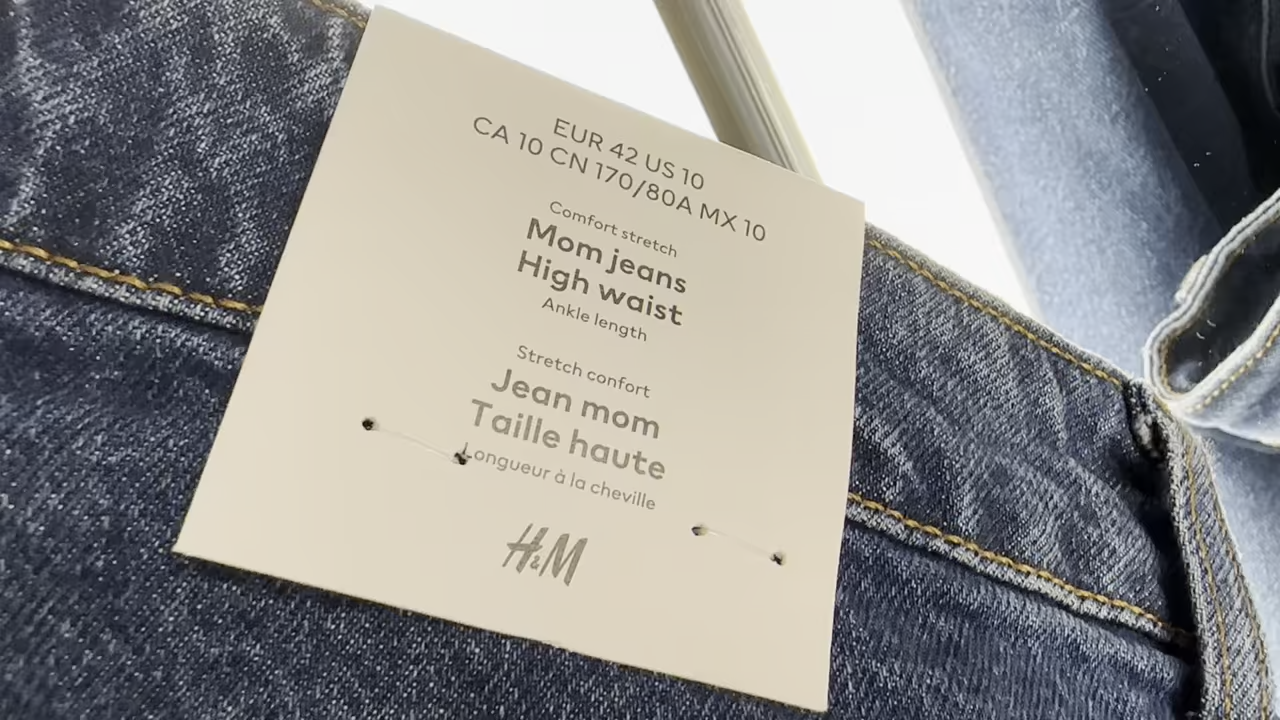 EUR 42 US 10
CA 10 CN 170/80A MX 10
Comfort stretch
Mom jeans
High waist
Ankle length
Stretch confort
Jean mom
Taille haute
Longueur à la cheville
H&M